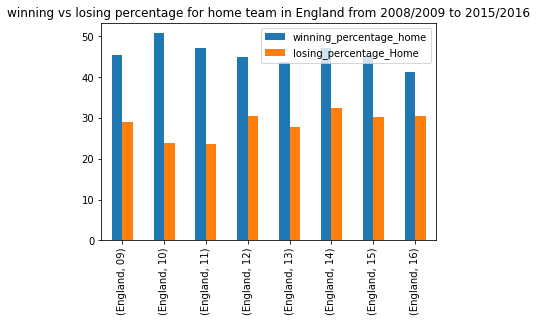 winning vs losing percentage for home team in England from 2008/2009 to 2015/2016
winning_percentage_home
losing_percentage_Home
50
40
30
20
10
0
(England, 09)
(England, 10)
(England, 11)
(England, 12)
(England, 13)
(England, 14)
(England, 15)
(England, 16)